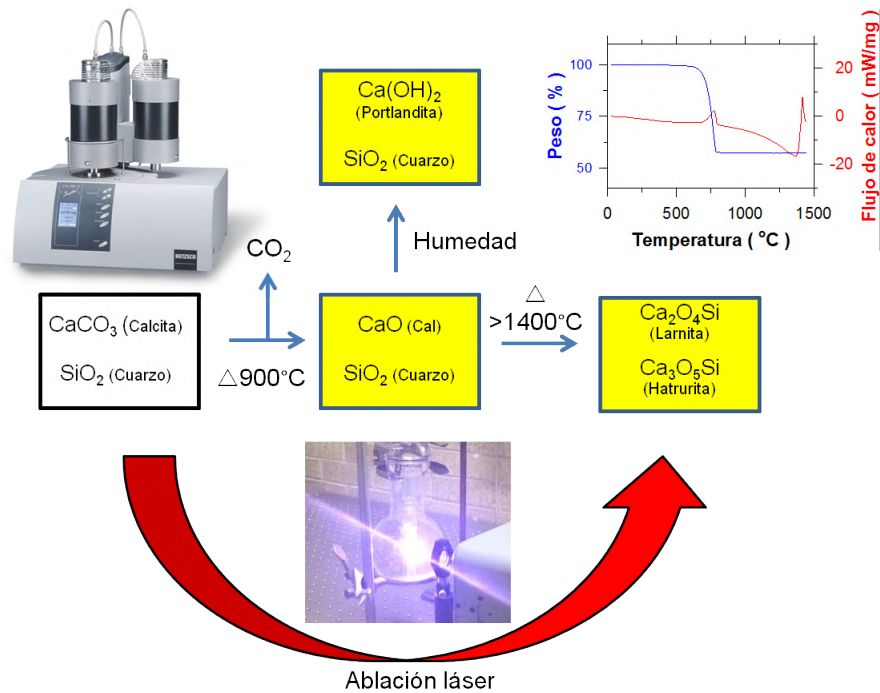 Ca(OH)₂
(Portlandita)
SiO₂ (Cuarzo)
100
75
50
Peso ( % )
20
0
-20
Flujo de calor ( mW/mg )
0
500
1000
1500
Temperatura ( °C )
NETZSCH
CO₂
Humedad
CaCO₃ (Calcita)
SiO₂ (Cuarzo)
△900°C
CaO (Cal)
SiO₂ (Cuarzo)
△
>1400°C
Ca₂O₄Si
(Larnita)
Ca₃O₅Si
(Hatrurita)
Ablación láser